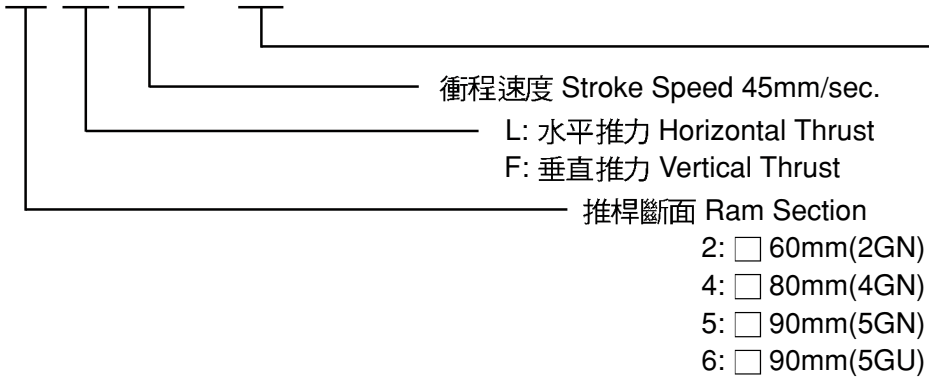 衝程速度 Stroke Speed 45mm/sec.
L: 水平推力 Horizontal Thrust
F: 垂直推力 Vertical Thrust
推桿斷面 Ram Section
2: □ 60mm(2GN)
4: □ 80mm(4GN)
5: □ 90mm(5GN)
6: □ 90mm(5GU)